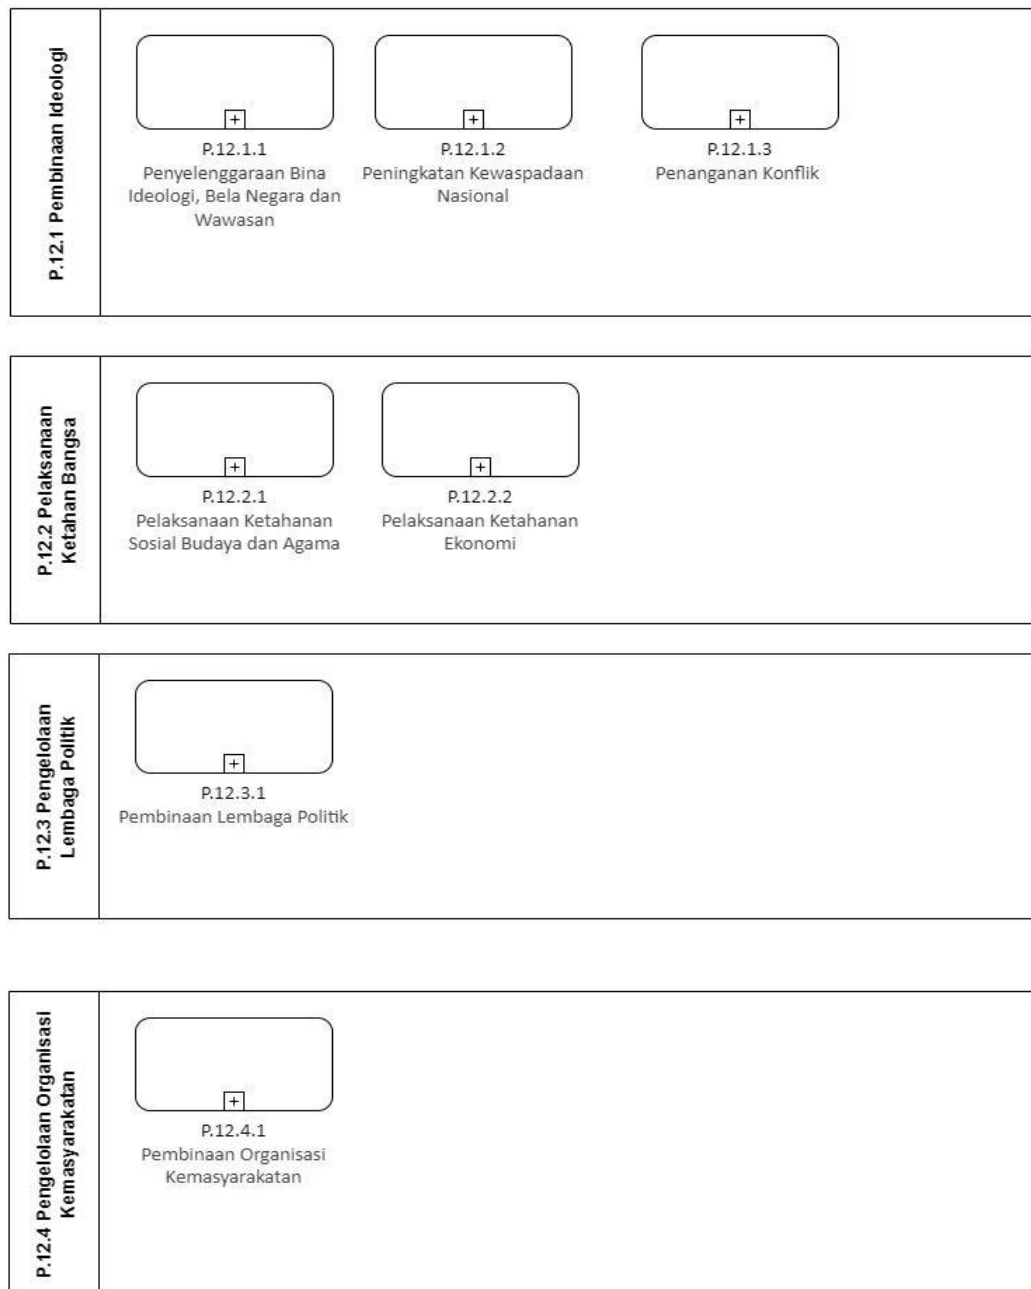 P.12.1 Pembinaan Ideologi
P.12.1.1
Penyelenggaraan Bina
Ideologi, Bela Negara dan
Wawasan
P.12.1.2
Peningkatan Kewaspadaan
Nasional
P.12.1.3
Penanganan Konflik
P.12.2 Pelaksanaan
Ketahan Bangsa
P.12.2.1
Pelaksanaan Ketahanan
Sosial Budaya dan Agama
P.12.2.2
Pelaksanaan Ketahanan
Ekonomi
P.12.3 Pengelolaan
Lembaga Politik
P.12.3.1
Pembinaan Lembaga Politik
P.12.4 Pengelolaan Organisasi
Kemasyarakatan
P.12.4.1
Pembinaan Organisasi
Kemasyarakatan